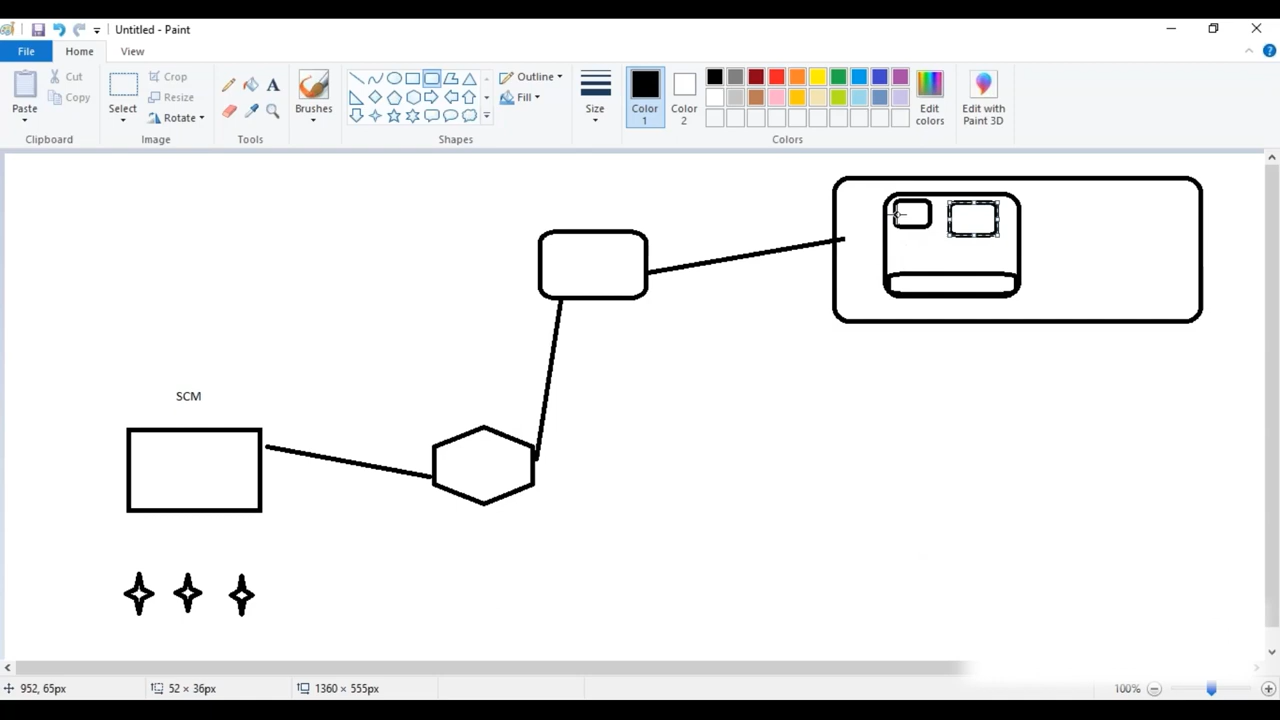 Untitled - Paint
File Home View
Paste
Cut
Copy
Clipboard
Select
Crop
Resize
Rotate
Image
A
Tools
Brushes
Outline
Fill
Shapes
Size
Color
1
Color
2
Edit
colors
Colors
Edit with
Paint 3D
SCM
952, 65px
52 × 36px
1360 × 555px
100%